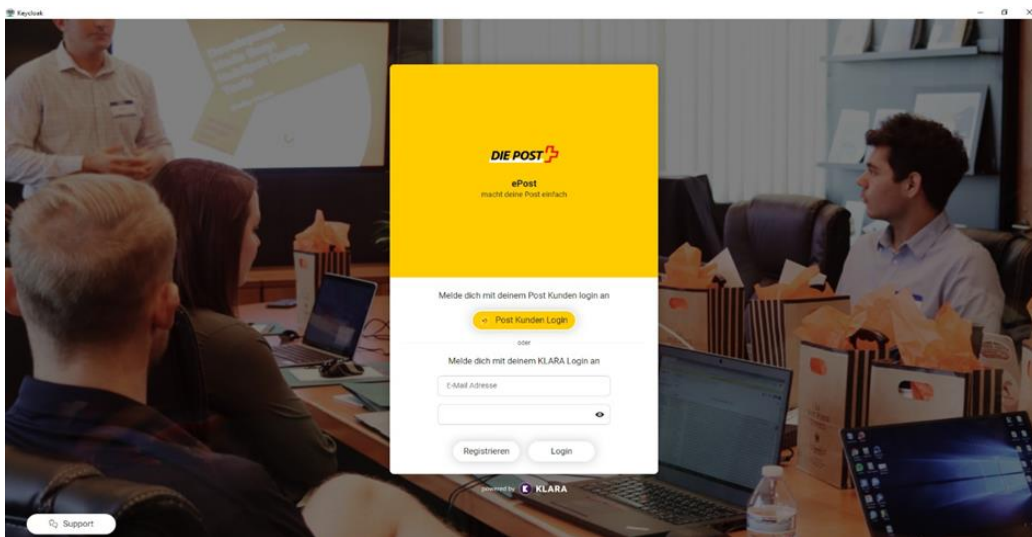 Keycloak
DIE POST
ePost
macht deine Post einfach
Melde dich mit deinem Post Kunden login an
Post Kunden Login
oder
Melde dich mit deinem KLARA Login an
E-Mail Adresse
Registrieren
Login
powered by K KLARA
Support